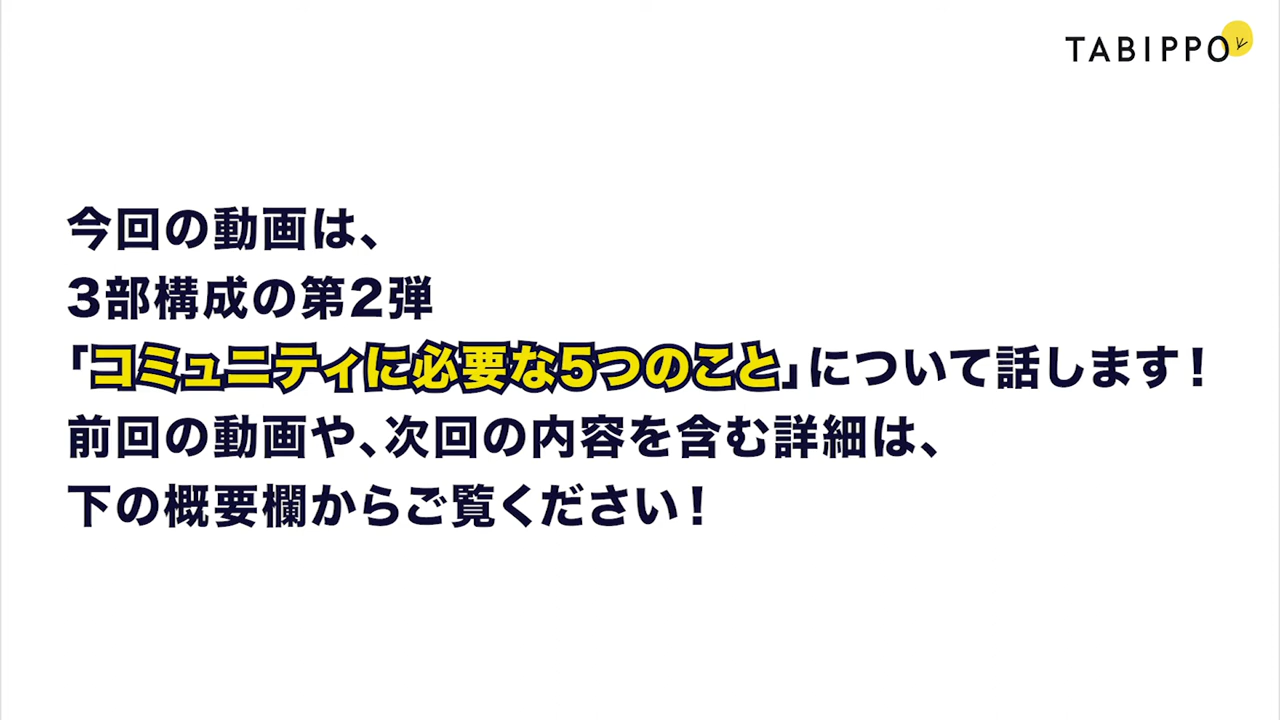 TABIPPO
今回の動画は、
3部構成の第2弾
「コミュニティに必要な5つのこと」について話します！
前回の動画や、次回の内容を含む詳細は、
下の概要欄からご覧ください！